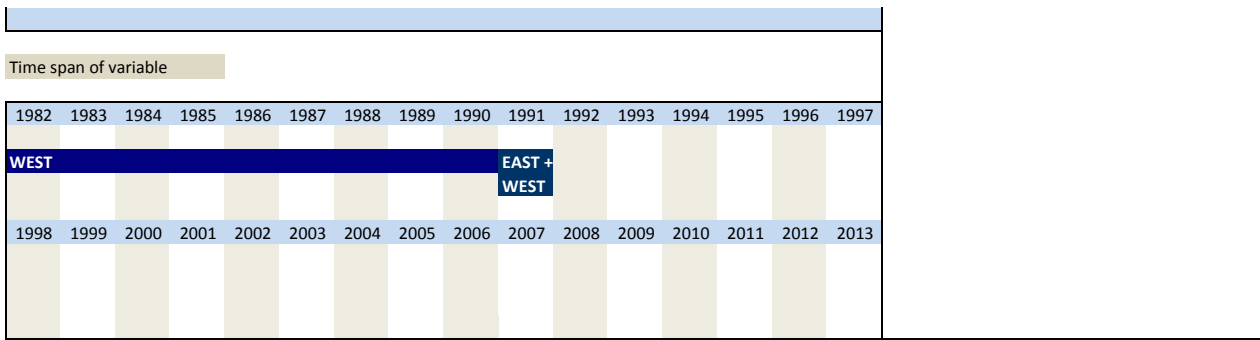 Time span of variable
1982 1983 1984 1985 1986 1987 1988 1989 1990 1991 1992 1993 1994 1995 1996 1997
WEST EAST +
WEST
1998 1999 2000 2001 2002 2003 2004 2005 2006 2007 2008 2009 2010 2011 2012 2013